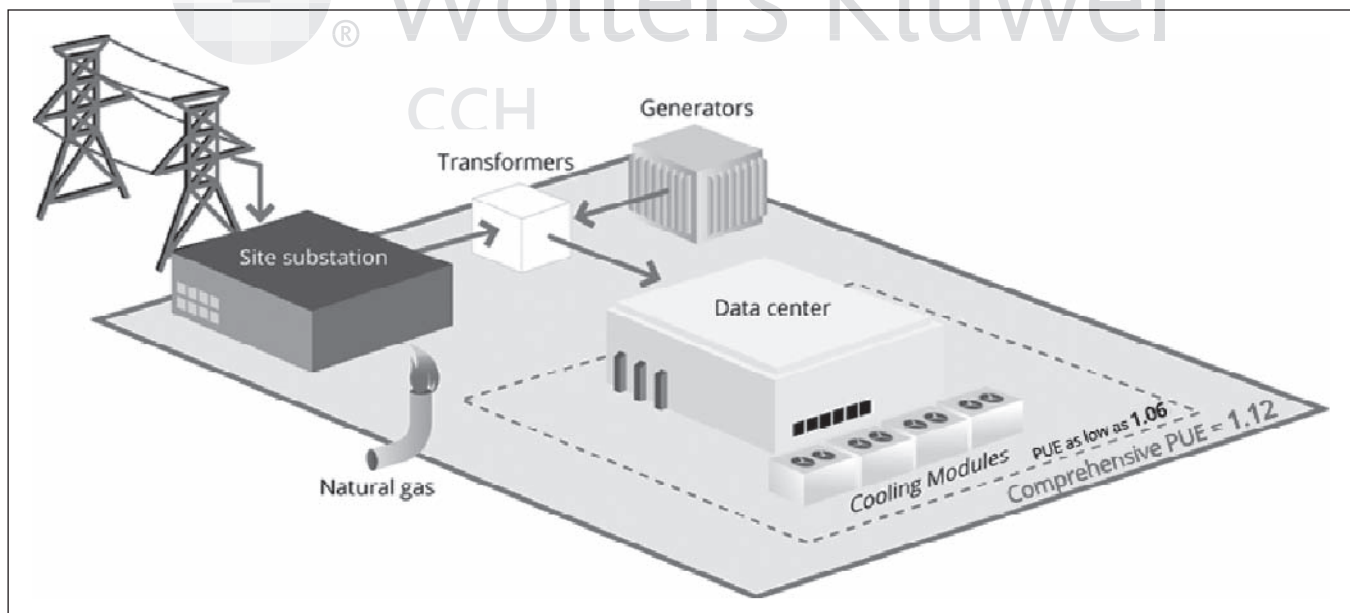 ® Wolters Kluwer
CCH
Generators
Transformers
Site substation
Data center
Natural gas
Cooling Modules
PUE as low as 1.06
Comprehensive PUE = 1.12